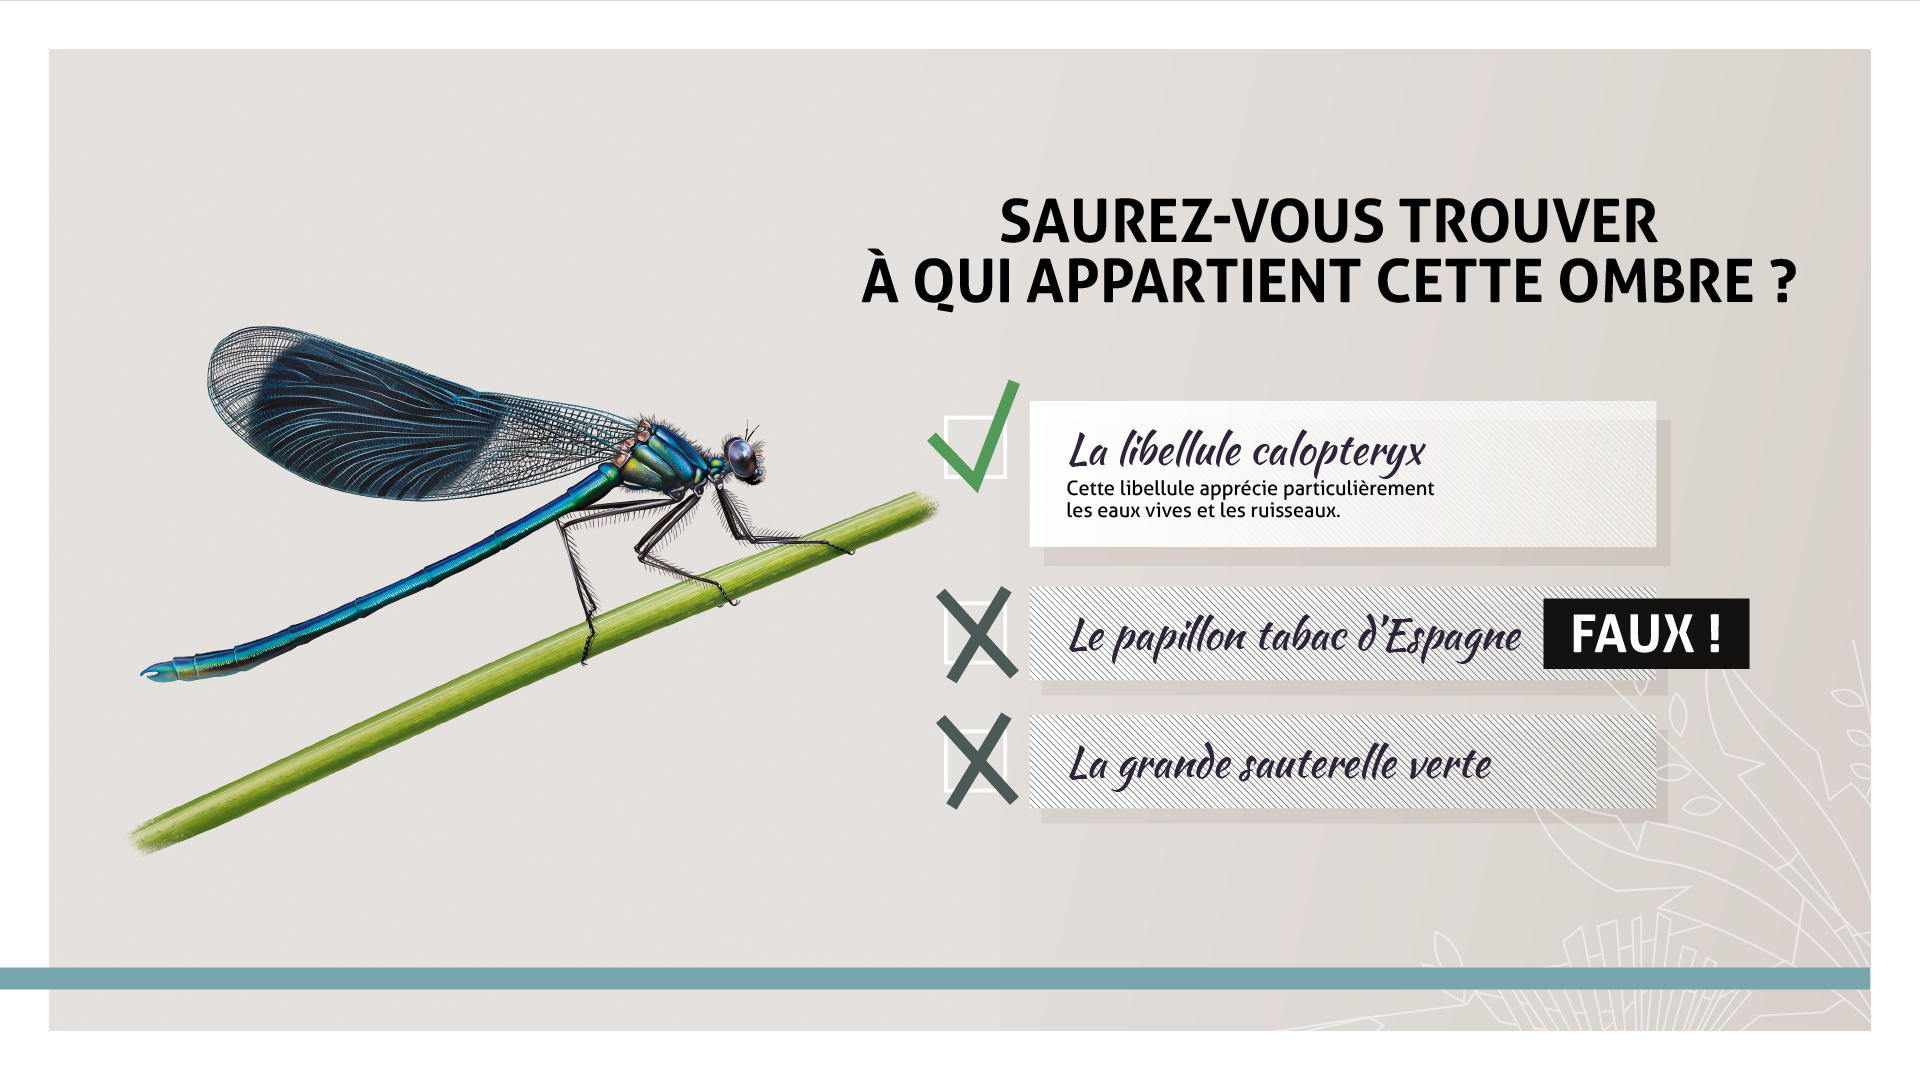 SAUREZ-VOUS TROUVER
À QUI APPARTIENT CETTE OMBRE ?
La libellule calopteryx
Cette libellule apprécie particulièrement
les eaux vives et les ruisseaux.
Le papillon tabac d'Espagne
FAUX !
La grande sauterelle verte